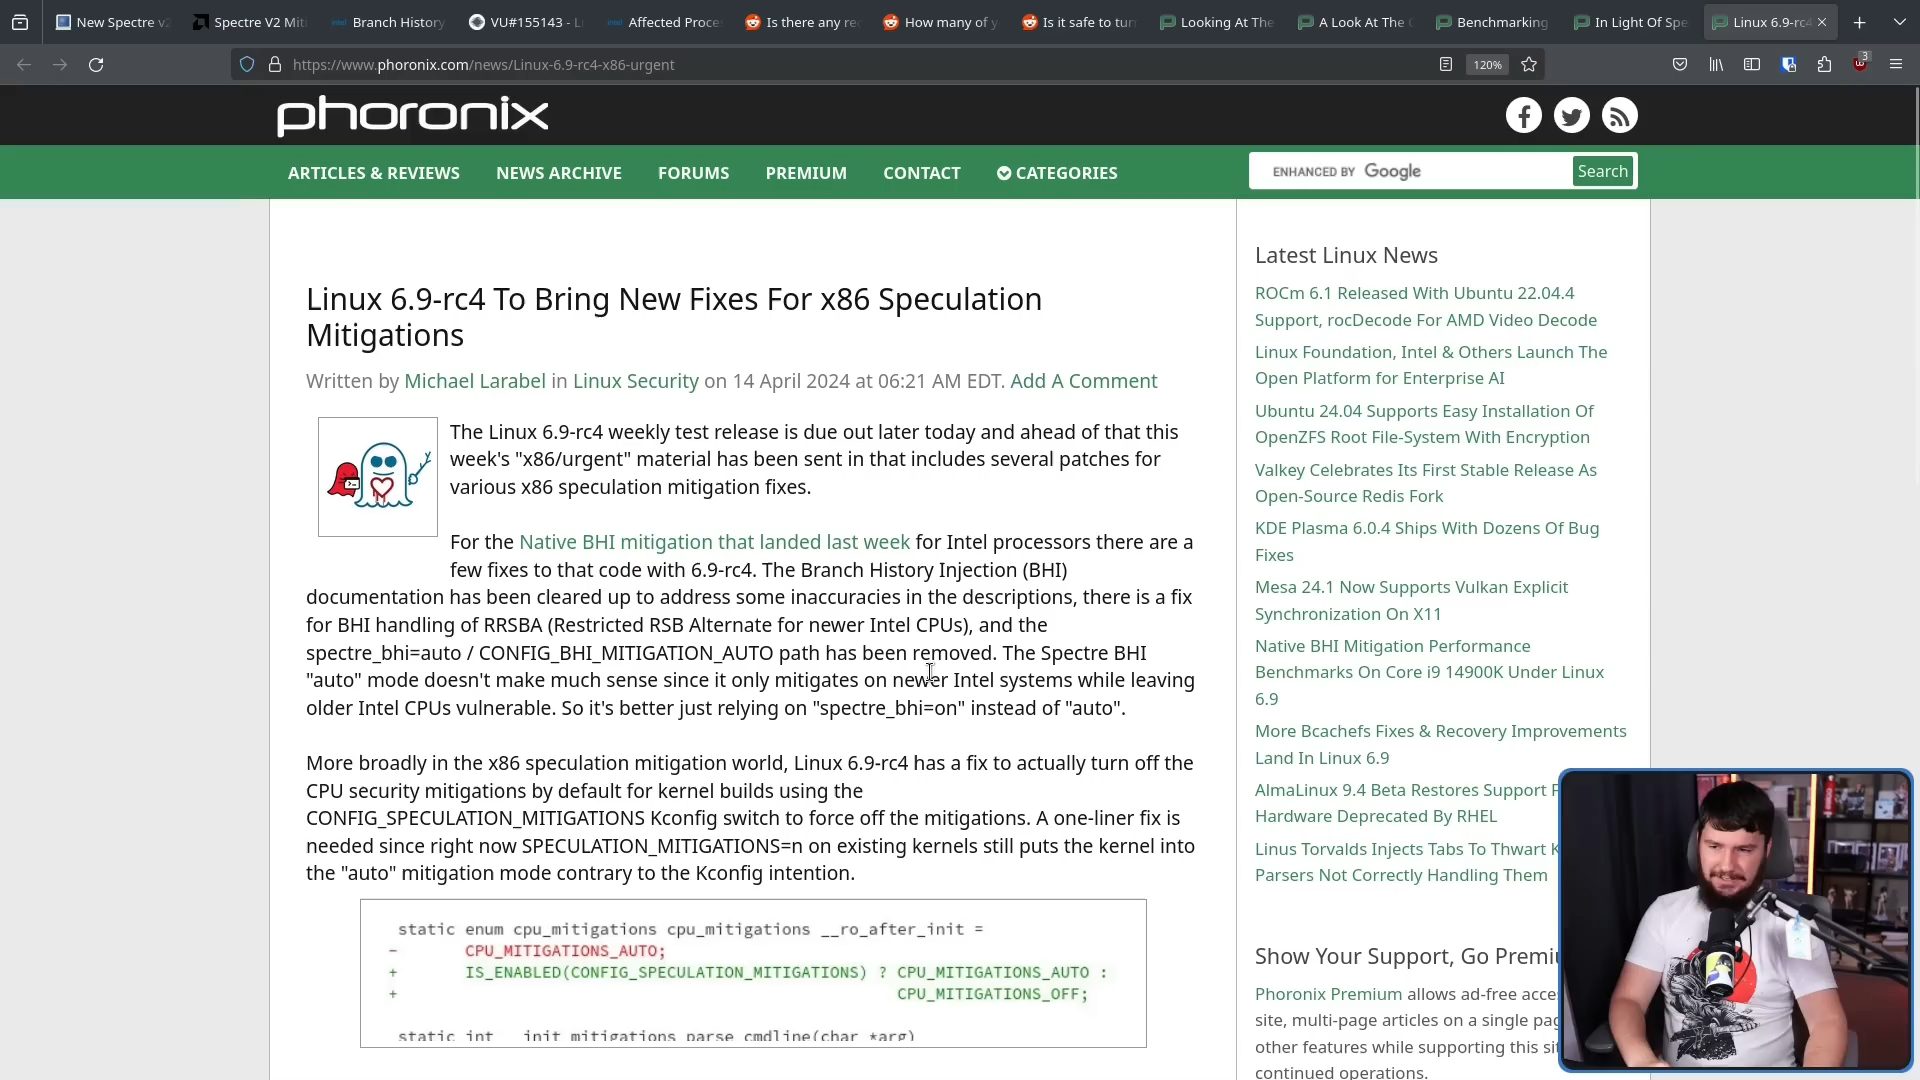 New Spectre v2
Spectre V2 Miti
Branch History
VU#155143 - L
Affected Proce
Is there any re
How many of y
Is it safe to tur
Looking At The
A Look At The C
Benchmarking
In Light Of Spe
Linux 6.9-rc4
https://www.phoronix.com/news/Linux-6.9-rc4-x86-urgent
120%
3
phoronix
ARTICLES & REVIEWS
NEWS ARCHIVE
FORUMS
PREMIUM
CONTACT
CATEGORIES
ENHANCED BY Google
Search
Linux 6.9-rc4 To Bring New Fixes For x86 Speculation
Mitigations
Written by Michael Larabel in Linux Security on 14 April 2024 at 06:21 AM EDT. Add A Comment
The Linux 6.9-rc4 weekly test release is due out later today and ahead of that this
week's "x86/urgent" material has been sent in that includes several patches for
various x86 speculation mitigation fixes.
For the Native BHI mitigation that landed last week for Intel processors there are a
few fixes to that code with 6.9-rc4. The Branch History Injection (BHI)
documentation has been cleared up to address some inaccuracies in the descriptions, there is a fix
for BHI handling of RRSBA (Restricted RSB Alternate for newer Intel CPUs), and the
spectre_bhi=auto / CONFIG_BHI_MITIGATION_AUTO path has been removed. The Spectre BHI
"auto" mode doesn't make much sense since it only mitigates on newer Intel systems while leaving
older Intel CPUs vulnerable. So it's better just relying on "spectre_bhi=on" instead of "auto".
More broadly in the x86 speculation mitigation world, Linux 6.9-rc4 has a fix to actually turn off the
CPU security mitigations by default for kernel builds using the
CONFIG_SPECULATION_MITIGATIONS Kconfig switch to force off the mitigations. A one-liner fix is
needed since right now SPECULATION_MITIGATIONS=n on existing kernels still puts the kernel into
the "auto" mitigation mode contrary to the Kconfig intention.
static enum cpu_mitigations cpu_mitigations __ro_after_init =
- CPU_MITIGATIONS_AUTO;
+ IS_ENABLED(CONFIG_SPECULATION_MITIGATIONS) ? CPU_MITIGATIONS_AUTO :
+ CPU_MITIGATIONS_OFF;
static int __init mitigations_parse_cmdline(char *arg)
Latest Linux News
ROCm 6.1 Released With Ubuntu 22.04.4
Support, rocDecode For AMD Video Decode
Linux Foundation, Intel & Others Launch The
Open Platform for Enterprise AI
Ubuntu 24.04 Supports Easy Installation Of
OpenZFS Root File-System With Encryption
Valkey Celebrates Its First Stable Release As
Open-Source Redis Fork
KDE Plasma 6.0.4 Ships With Dozens Of Bug
Fixes
Mesa 24.1 Now Supports Vulkan Explicit
Synchronization On X11
Native BHI Mitigation Performance
Benchmarks On Core i9 14900K Under Linux
6.9
More Bcachefs Fixes & Recovery Improvements
Land In Linux 6.9
AlmaLinux 9.4 Beta Restores Support F
Hardware Deprecated By RHEL
Linus Torvalds Injects Tabs To Thwart K
Parsers Not Correctly Handling Them
Show Your Support, Go Premiu
Phoronix Premium allows ad-free acce
site, multi-page articles on a single pag
other features while supporting this sit
continued operations.